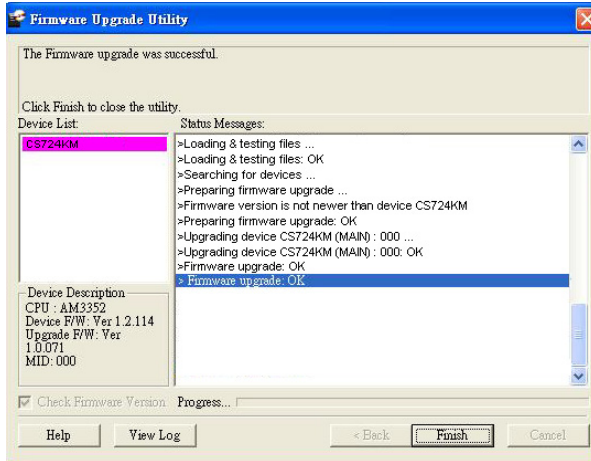 Firmware Upgrade Utility
The Firmware upgrade was successful.
Click Finish to close the utility.
Device List:
Status Messages:
CS724KM
>Loading & testing files ...
>Loading & testing files: OK
>Searching for devices ...
>Preparing firmware upgrade ...
>Firmware version is not newer than device CS724KM
>Preparing firmware upgrade: OK
>Upgrading device CS724KM (MAIN) : 000 ...
>Upgrading device CS724KM (MAIN) : 000: OK
>Firmware upgrade: OK
> Firmware upgrade: OK
Device Description
CPU : AM3352
Device F/W: Ver 1.2.114
Upgrade F/W: Ver
1.0.071
MID: 000
Check Firmware Version
Progress...
Help
View Log
< Back
Finish
Cancel